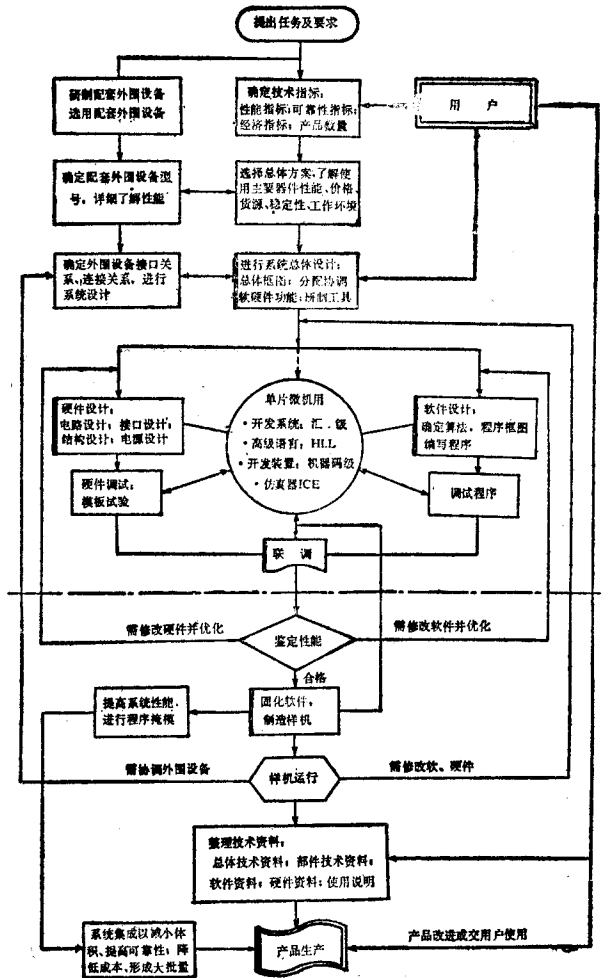 提出任务及要求
研制配套外围设备
选用配套外围设备
确定技术指标:
性能指标;可靠性指标;
经济指标; 产品数量
用 户
确定配套外围设备型
号,详细了解性能
选择总体方案,了解使
用主要器件性能、价格、
货源、稳定性、工作环境
确定外围设备接口关
系、连接关系,进行
系统设计
进行系统总体设计:
总体框图; 分配协调
软硬件功能;研制工具
单片微机用
• 开发系统:汇
级
• 高级语言:HLL
• 开发装置:机器码级
• 仿真器ICE
硬件设计:
电路设计;接口设计;
结构设计;电源设计
软件设计:
确定算法,程序框图
编写程序
硬件调试:
模板试验
调试程序
联 调
需修改硬件并优化
鉴定性能
需修改软件并优化
合格
提高系统性能,
进行程序掩模
固化软件;
制造样机
需协调外围设备
样机运行
需修改软、硬件
整理技术资料:
总体技术资料;部件技术资料;
软件资料;硬件资料;使用说明
系统集成以减小体
积、提高可靠性;降
低成本、形成大批量
产品生产
产品改进或交用户使用